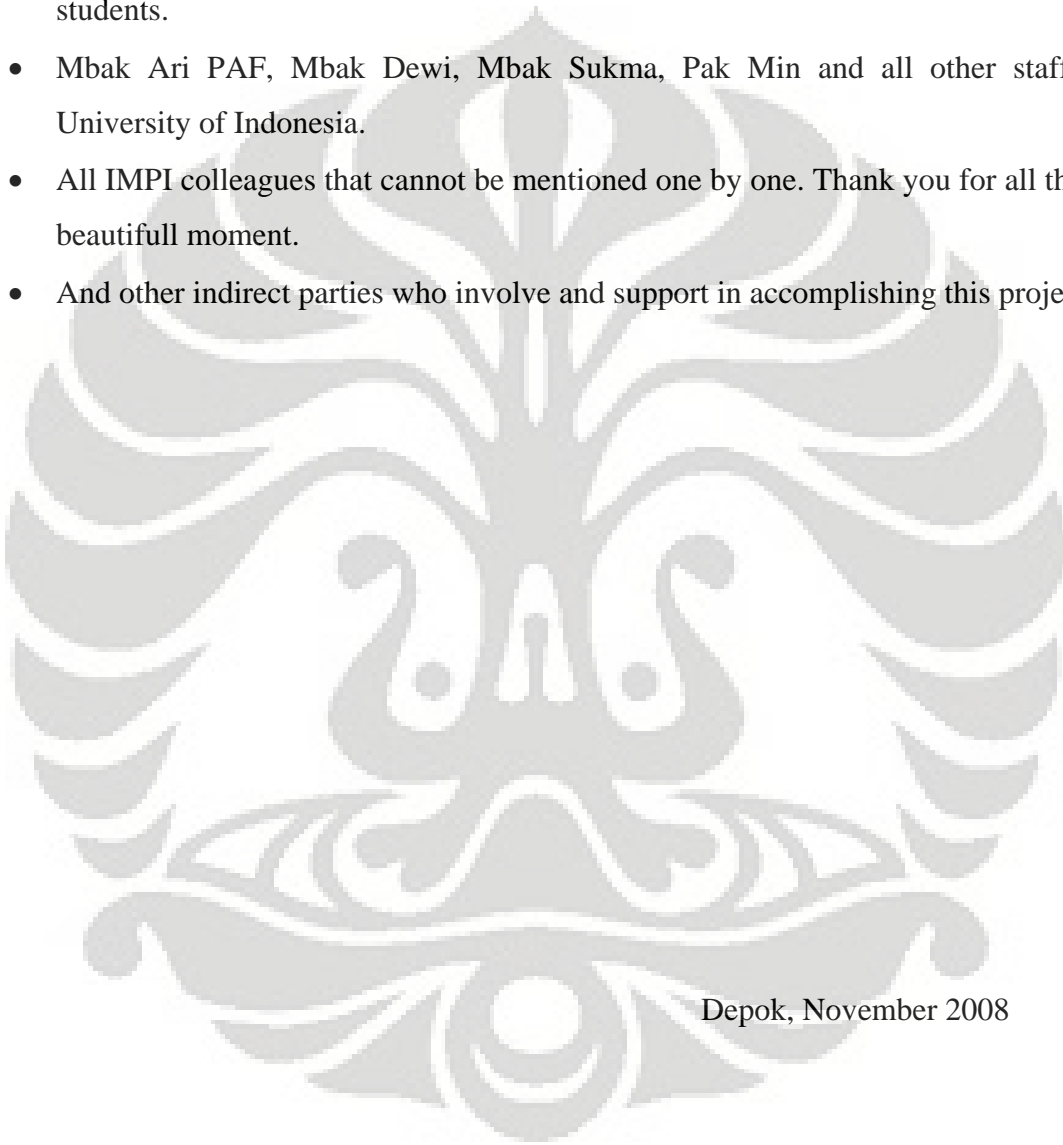 students.
• Mbak Ari PAF, Mbak Dewi, Mbak Sukma, Pak Min and all other staff
University of Indonesia.
• All IMPI colleagues that cannot be mentioned one by one. Thank you for all
beautifull moment.
• And other indirect parties who involve and support in accomplishing this
Depok, November 2008